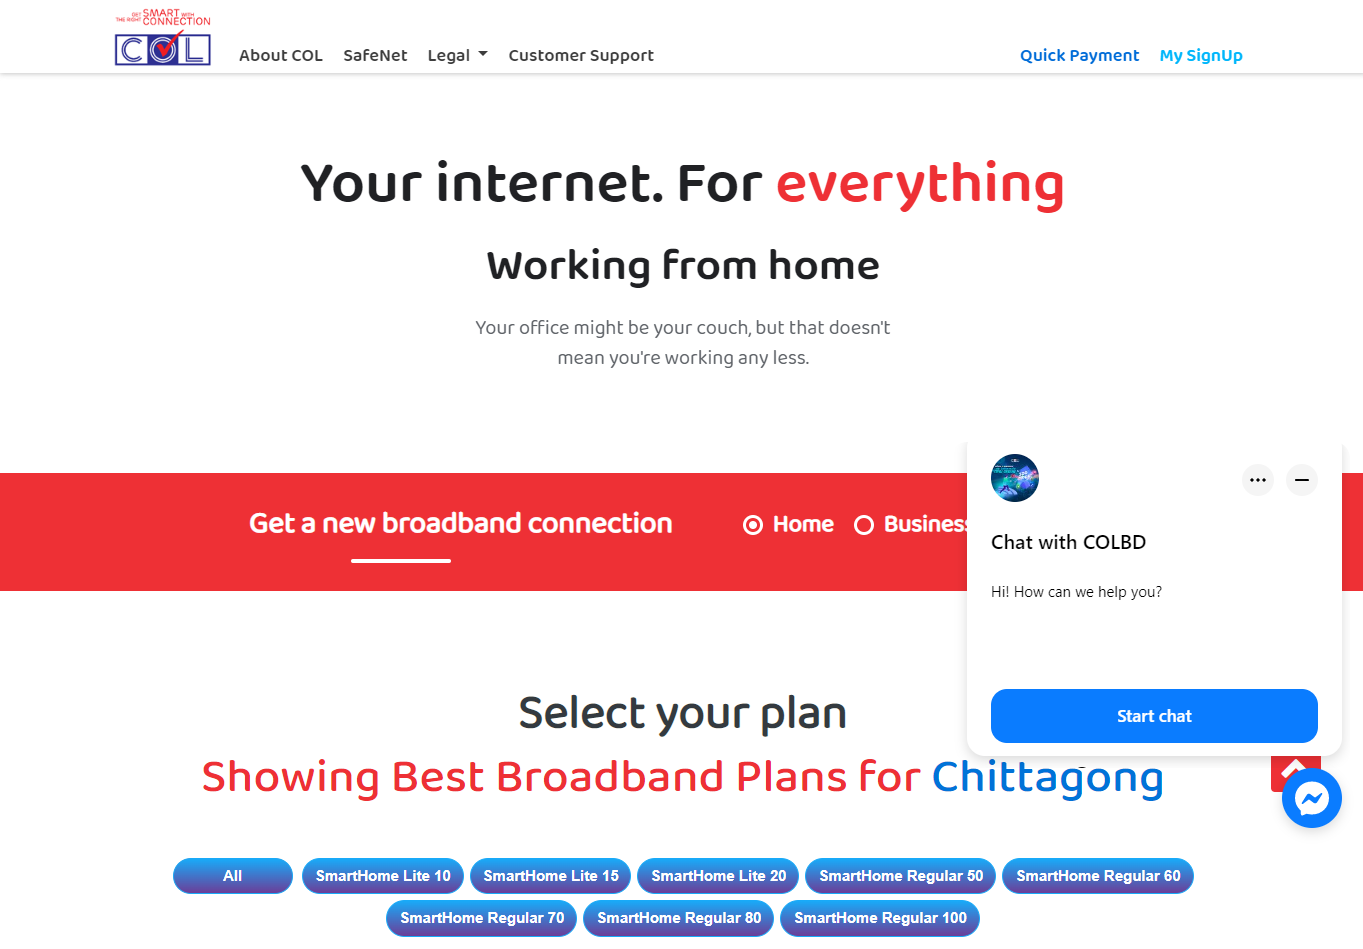 GET SMART WITH
THE RIGHT CONNECTION
COL
About COL SafeNet Legal Customer Support Quick Payment My SignUp
Your internet. For everything
Working from home
Your office might be your couch, but that doesn't
mean you're working any less.
Get a new broadband connection Home Business
Chat with COLBD
Hi! How can we help you?
Start chat
Select your plan
Showing Best Broadband Plans for Chittagong
All SmartHome Lite 10 SmartHome Lite 15 SmartHome Lite 20 SmartHome Regular 50 SmartHome Regular 60
SmartHome Regular 70 SmartHome Regular 80 SmartHome Regular 100